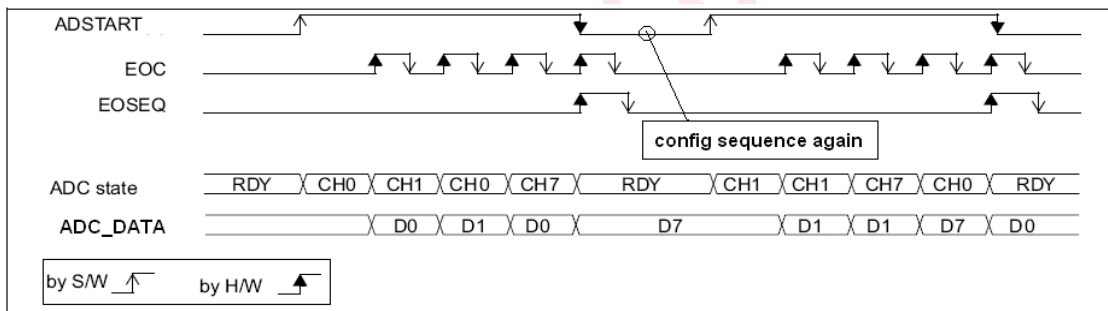 ADSTART
EOC
EOSEQ
config sequence again
ADC state RDY CH0 CH1 CH0 CH7 RDY CH1 CH1 CH7 CH0 RDY
ADC_DATA D0 D1 D0 D7 D1 D1 D7 D0
by S/W by H/W